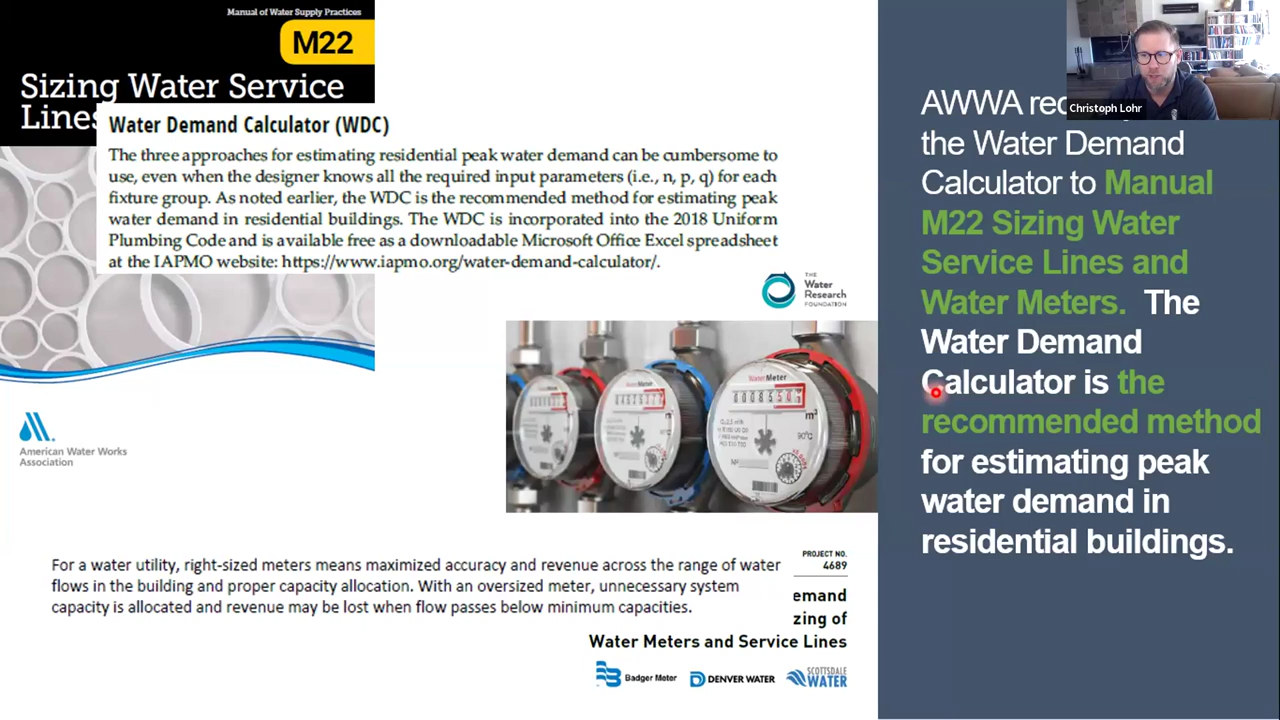 Manual of Water Supply Practices
M22
Sizing Water Service
Lines
Water Demand Calculator (WDC)
The three approaches for estimating residential peak water demand can be cumbersome to
use, even when the designer knows all the required input parameters (i.e., n, p, q) for each
fixture group. As noted earlier, the WDC is the recommended method for estimating peak
water demand in residential buildings. The WDC is incorporated into the 2018 Uniform
Plumbing Code and is available free as a downloadable Microsoft Office Excel spreadsheet
at the IAPMO website: https://www.iapmo.org/water-demand-calculator/.
THE
Water
Research
FOUNDATION
WaterMeter
WaterMeter
WaterMeter
m³
m³
90°C
American Water Works
Association
For a water utility, right-sized meters means maximized accuracy and revenue across the range of water
flows in the building and proper capacity allocation. With an oversized meter, unnecessary system
capacity is allocated and revenue may be lost when flow passes below minimum capacities.
PROJECT NO.
4689
emand
zing of
Water Meters and Service Lines
Badger Meter
DENVER WATER
SCOTTSDALE
WATER
Christoph Lohr
AWWA rec
the Water Demand
Calculator to Manual
M22 Sizing Water
Service Lines and
Water Meters. The
Water Demand
Calculator is the
recommended method
for estimating peak
water demand in
residential buildings.